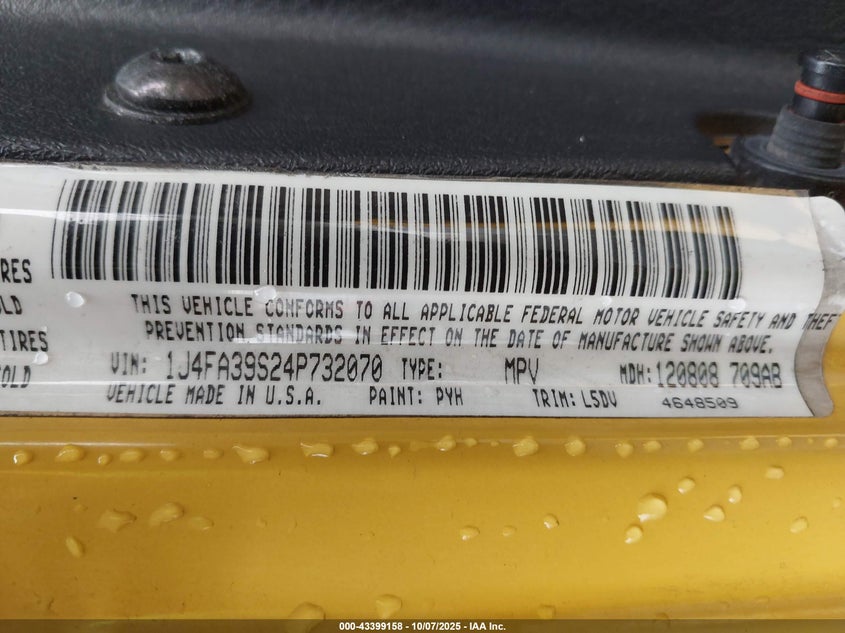 THIS VEHICLE CONFORMS TO ALL APPLICABLE FEDERAL MOTOR VEHICLE SAFETY AND THEFT
PREVENTION STANDARDS IN EFFECT ON THE DATE OF MANUFACTURE SHOWN ABOVE.
VIN: 1J4FA39S24P732070 TYPE: MPV MDH: 120808 709AB
VEHICLE MADE IN U.S.A. PAINT: PYH TRIM: L5DV 4648509
RES
OLD
TIRES
COLD
000-43399158 - 10/07/2025 - IAA Inc.